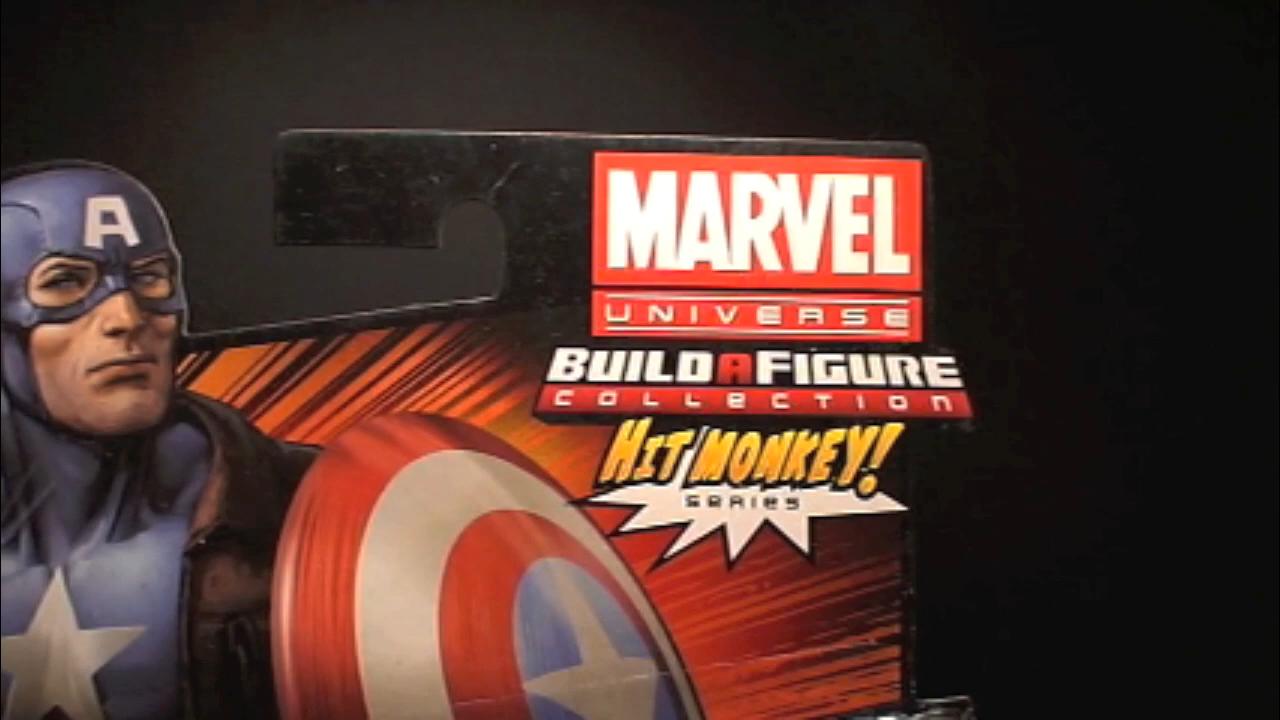 A
MARVEL
UNIVERSE
BUILD A FIGURE
COLLECTION
HIT MONKEY!
SERIES